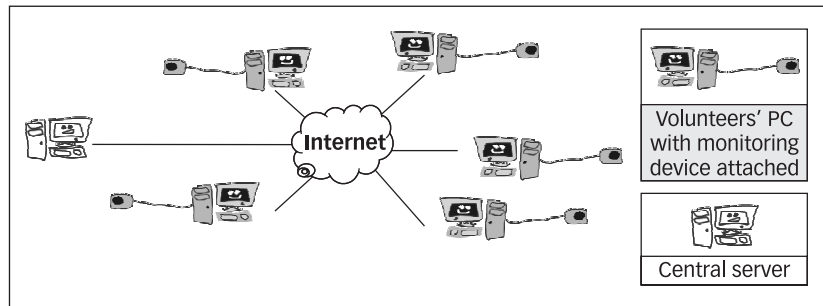 Internet
Volunteers' PC
with monitoring
device attached
Central server